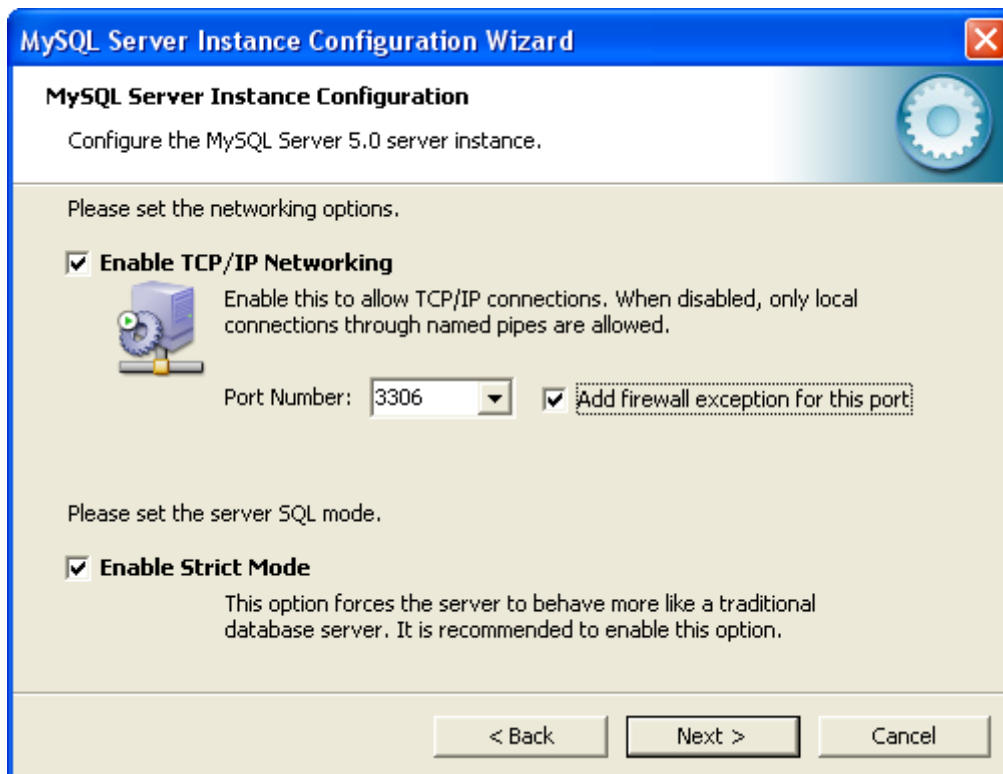 MySQL Server Instance Configuration Wizard
MySQL Server Instance Configuration
Configure the MySQL Server 5.0 server instance.
Please set the networking options.
Enable TCP/IP Networking
Enable this to allow TCP/IP connections. When disabled, only local
connections through named pipes are allowed.
Port Number: 3306 Add firewall exception for this port
Please set the server SQL mode.
Enable Strict Mode
This option forces the server to behave more like a traditional
database server. It is recommended to enable this option.
< Back Next > Cancel